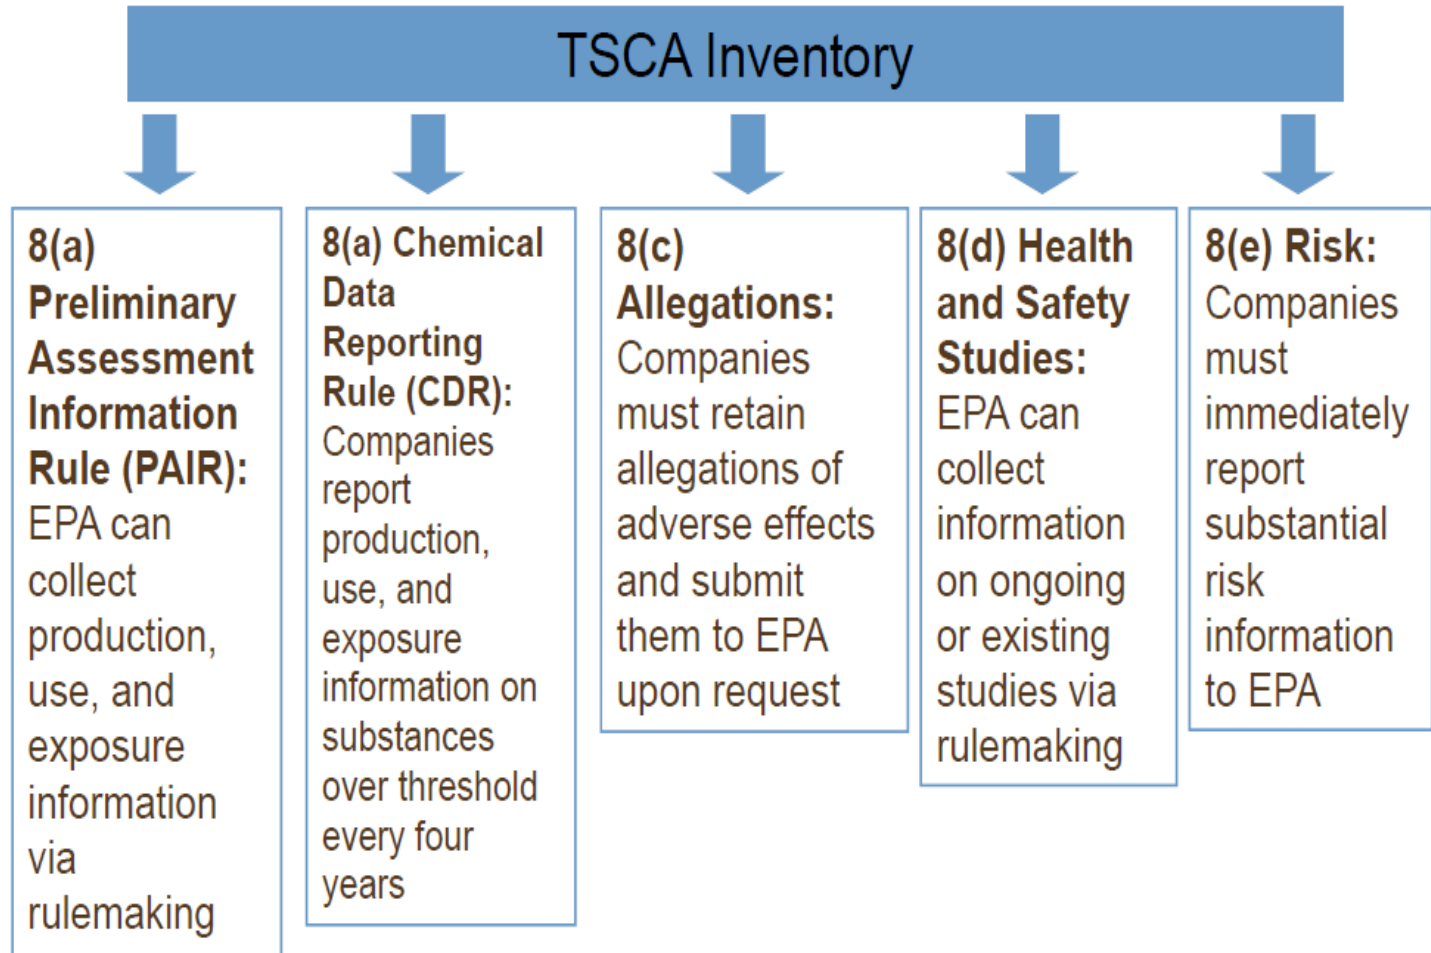 TSCA Inventory
8(a)
Preliminary
Assessment
Information
Rule (PAIR):
EPA can
collect
production,
use, and
exposure
information
via
rulemaking
8(a) Chemical
Data
Reporting
Rule (CDR):
Companies
report
production,
use, and
exposure
information on
substances
over threshold
every four
years
8(c)
Allegations:
Companies
must retain
allegations of
adverse effects
and submit
them to EPA
upon request
8(d) Health
and Safety
Studies:
EPA can
collect
information
on ongoing
or existing
studies via
rulemaking
8(e) Risk:
Companies
must
immediately
report
substantial
risk
information
to EPA